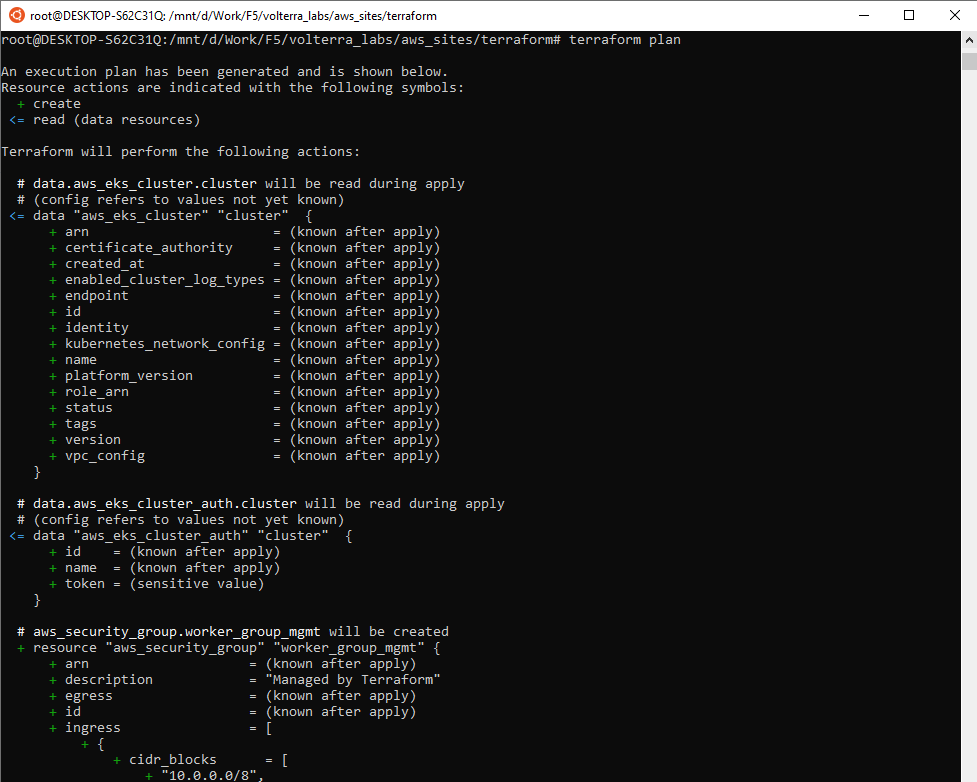 root@DESKTOP-S62C31Q: /mnt/d/Work/F5/volterra_labs/aws_sites/terraform
root@DESKTOP-S62C31Q:/mnt/d/Work/F5/volterra_labs/aws_sites/terraform# terraform plan
An execution plan has been generated and is shown below.
Resource actions are indicated with the following symbols:
  + create
 <= read (data resources)
Terraform will perform the following actions:
  # data.aws_eks_cluster.cluster will be read during apply
  # (config refers to values not yet known)
 <= data "aws_eks_cluster" "cluster"  {
      + arn                       = (known after apply)
      + certificate_authority     = (known after apply)
      + created_at                = (known after apply)
      + enabled_cluster_log_types = (known after apply)
      + endpoint                  = (known after apply)
      + id                        = (known after apply)
      + identity                  = (known after apply)
      + kubernetes_network_config = (known after apply)
      + name                      = (known after apply)
      + platform_version          = (known after apply)
      + role_arn                  = (known after apply)
      + status                    = (known after apply)
      + tags                      = (known after apply)
      + version                   = (known after apply)
      + vpc_config                = (known after apply)
    }
  # data.aws_eks_cluster_auth.cluster will be read during apply
  # (config refers to values not yet known)
 <= data "aws_eks_cluster_auth" "cluster"  {
      + id    = (known after apply)
      + name  = (known after apply)
      + token = (sensitive value)
    }
  # aws_security_group.worker_group_mgmt will be created
  + resource "aws_security_group" "worker_group_mgmt" {
      + arn                    = (known after apply)
      + description            = "Managed by Terraform"
      + egress                 = (known after apply)
      + id                     = (known after apply)
      + ingress                = [
          + {
              + cidr_blocks      = [
                  + "10.0.0.0/8",